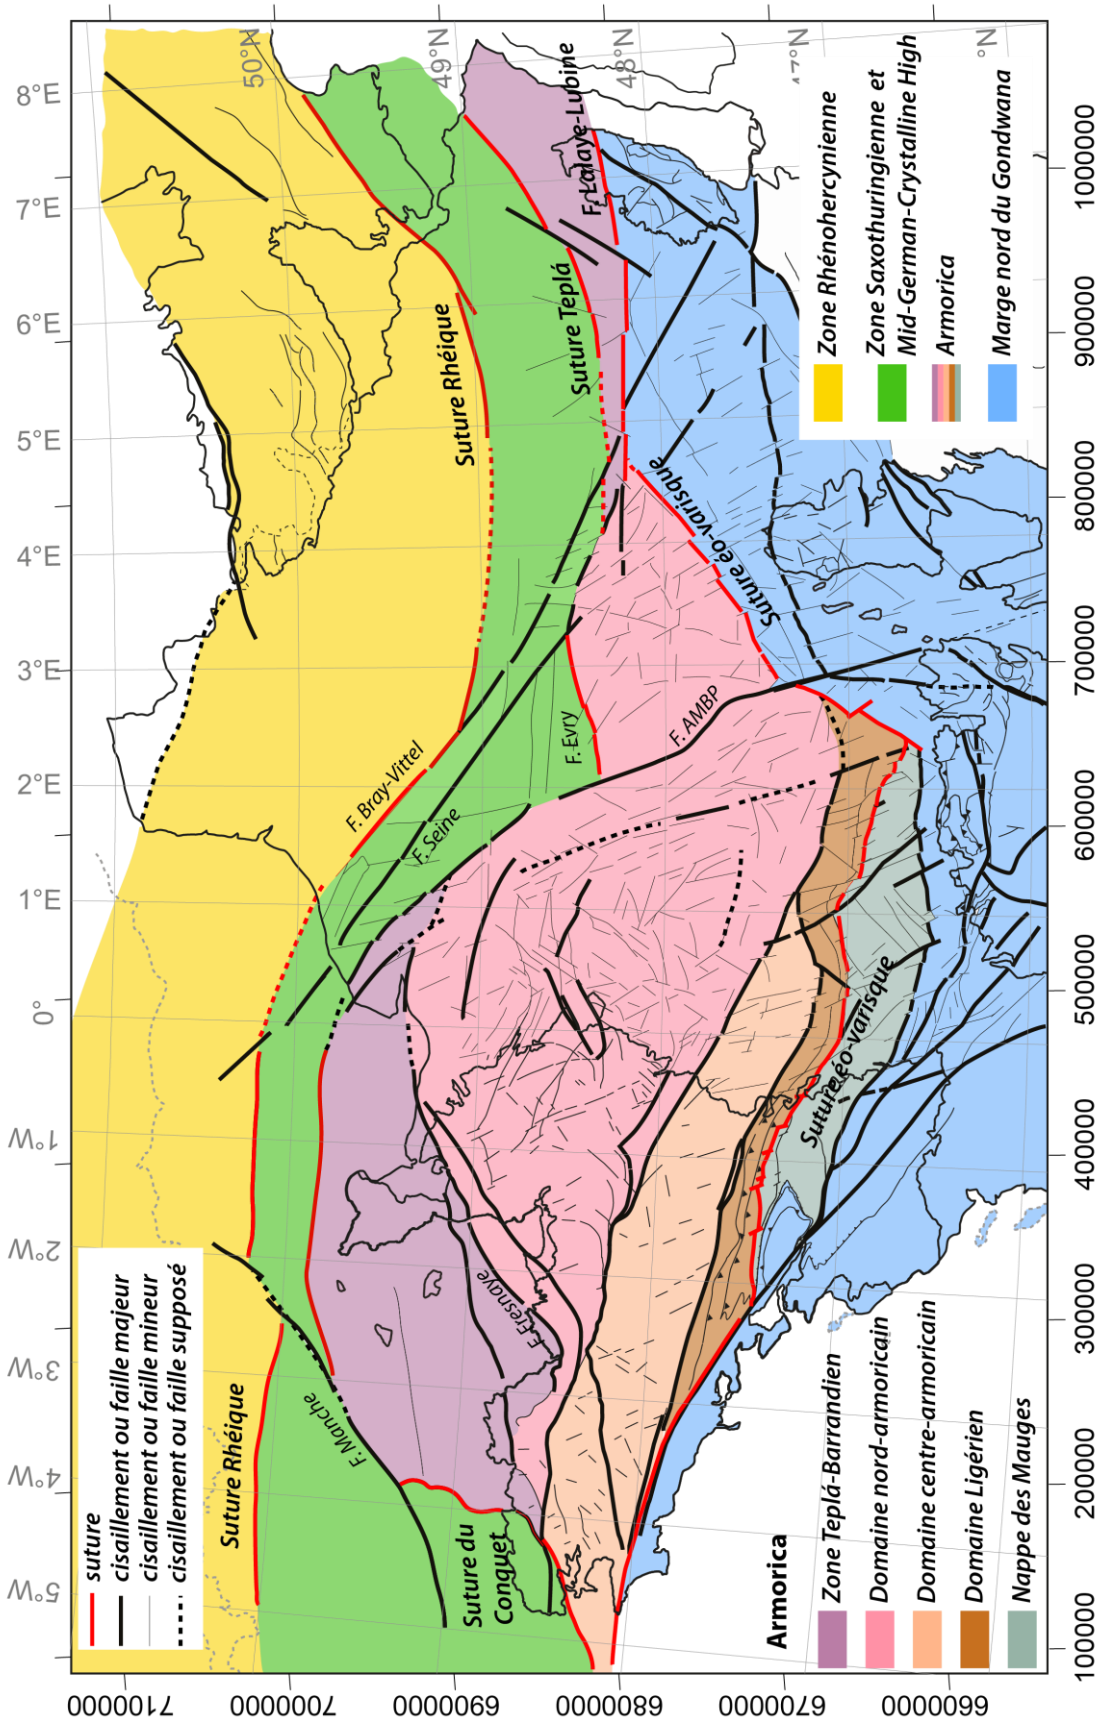 suture
cisaillement ou faille majeur
cisaillement ou faille mineur
cisaillement ou faille supposé
Suture Rhéique
F. Manche
Suture du
Conquet
F. Fresnaye
F. Bray-Vittel
F. Seine
F. Evry
F. AMBP
Suture Rhéique
Suture Teplá
F. Lalaye-Lubine
Suture éo-varisque
Suture éo-varisque
Armorica
Zone Teplá-Barrandien
Domaine nord-armoricain
Domaine centre-armoricain
Domaine Ligérien
Nappe des Mauges
Zone Rhénohercynienne
Zone Saxothuringienne et
Mid-German-Crystalline High
Armorica
Marge nord du Gondwana
5°W
4°W
3°W
2°W
1°W
0°
1°E
2°E
3°E
4°E
5°E
6°E
7°E
8°E
50°N
49°N
48°N
47°N
°N
7100000
7000000
6900000
6800000
6700000
6600000
100000
200000
300000
400000
500000
600000
700000
800000
900000
1000000